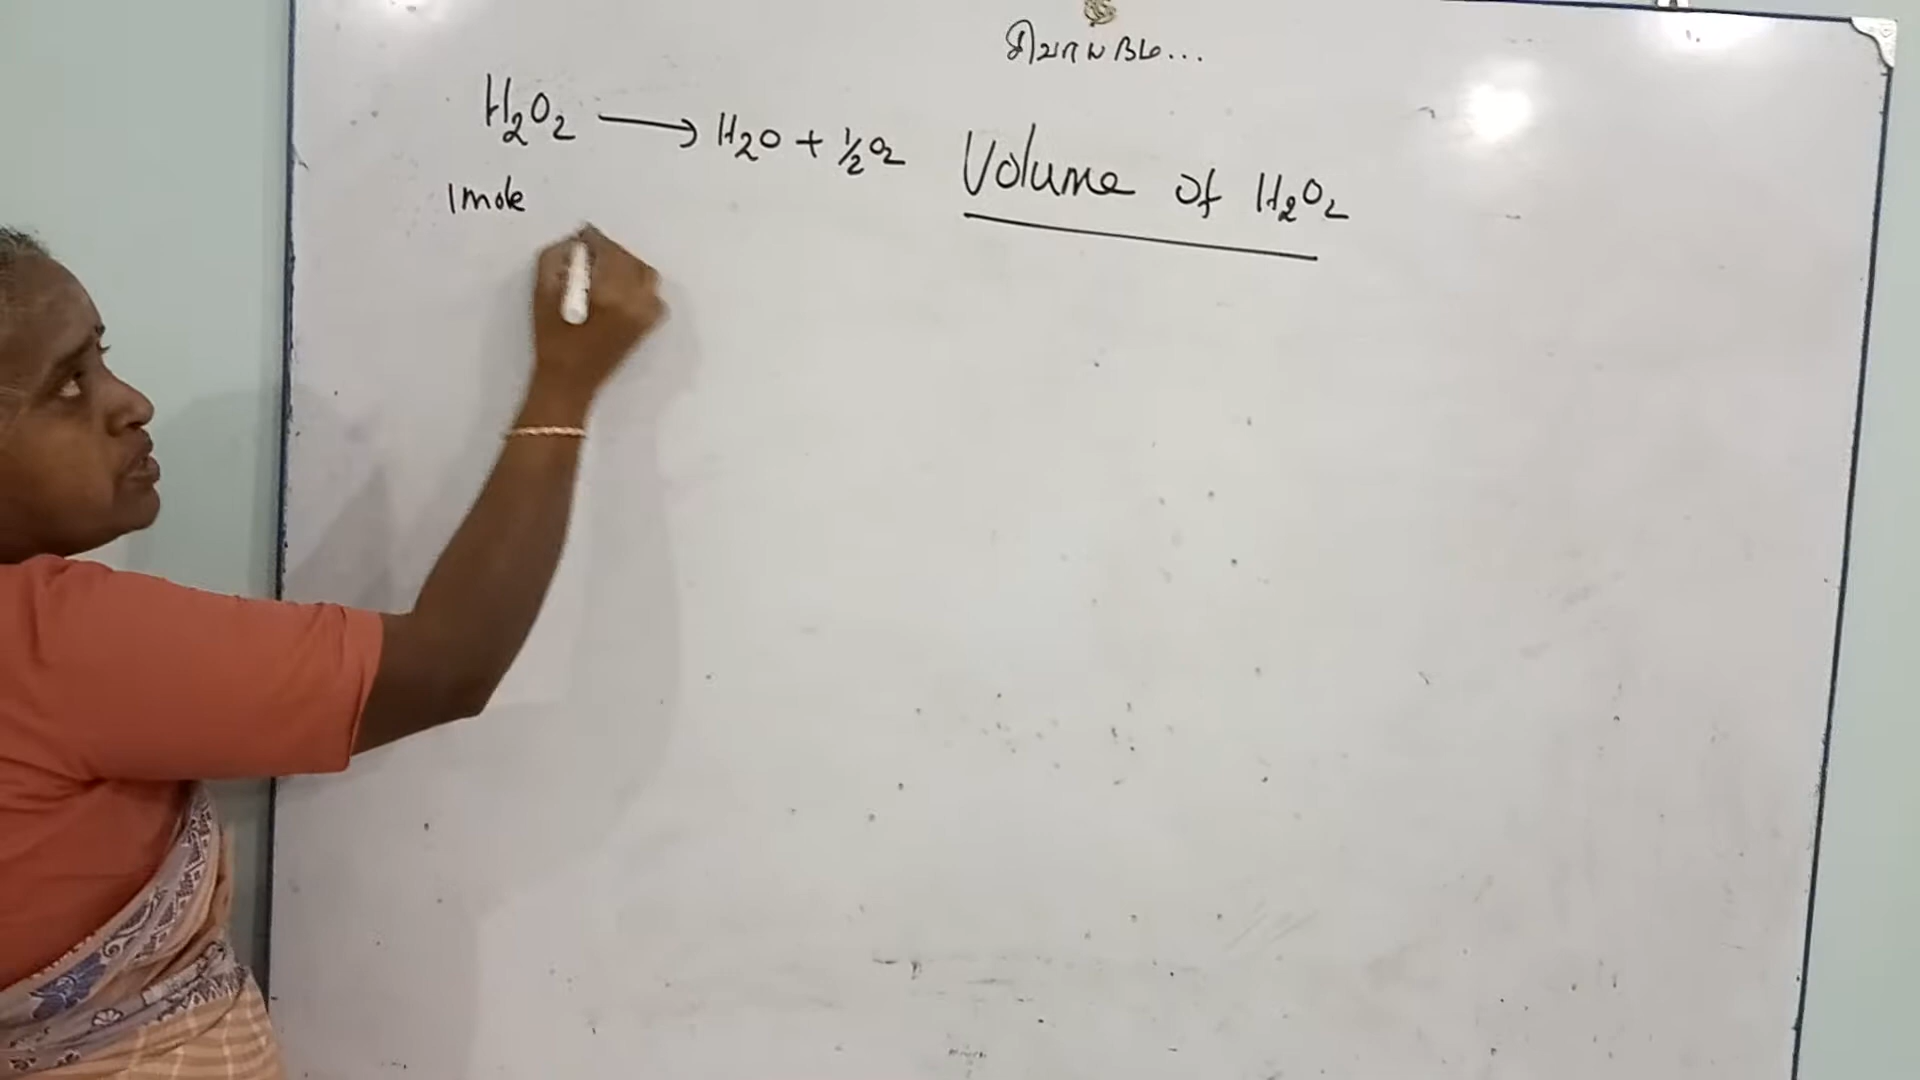 H₂O₂ ⟶ H₂O + ½O₂
Volume of H₂O₂
1 mole